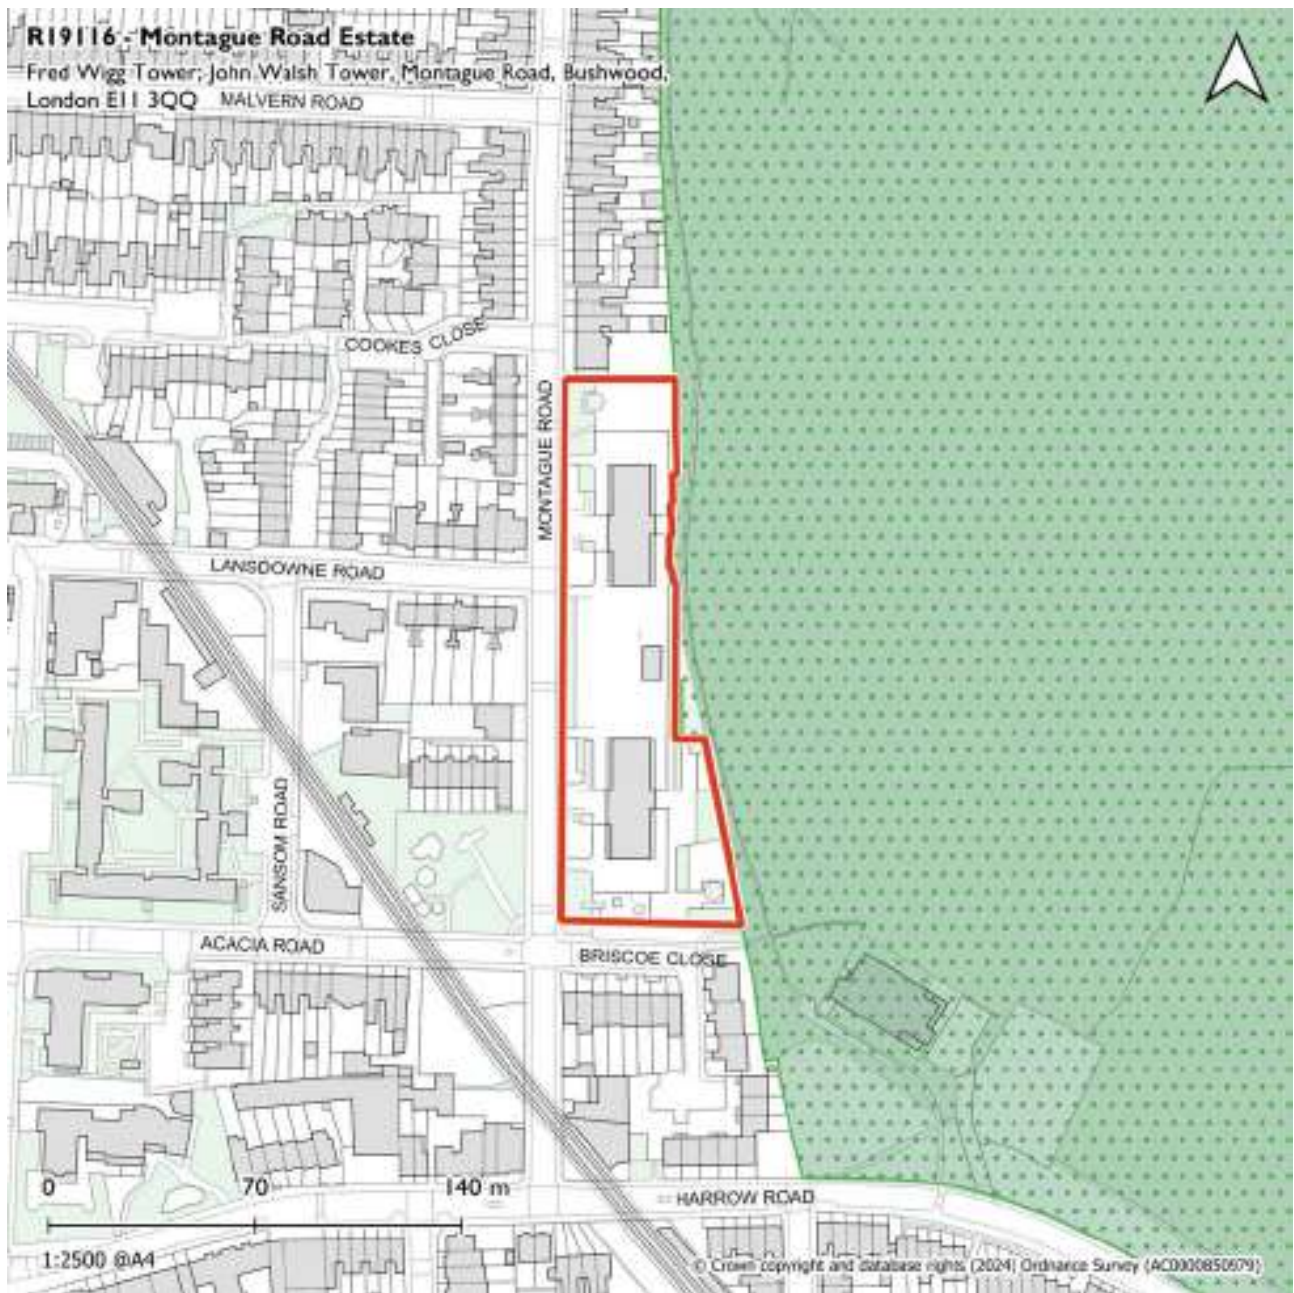 R19116 - Montague Road Estate
Fred Wigg Tower; John Walsh Tower, Montague Road, Bushwood,
London E11 3QQ
MALVERN ROAD
COOKES CLOSE
MONTAGUE ROAD
LANSDOWNE ROAD
SANSOM ROAD
ACACIA ROAD
BRISCOE CLOSE
HARROW ROAD
0 70 140 m
1:2500 @A4
© Crown copyright and database rights (2024) Ordnance Survey (AC0000850979)